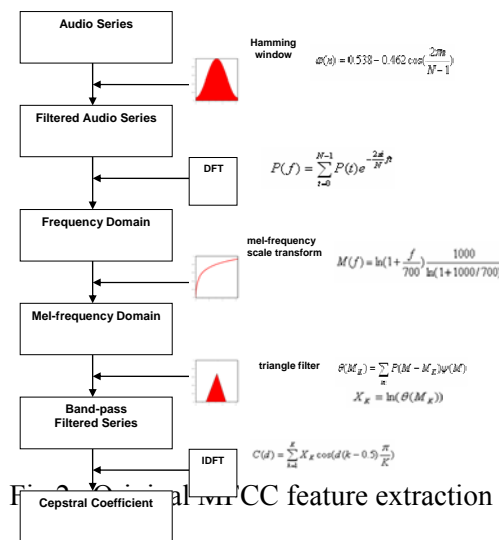 Audio Series
Hamming window
ω(n) = 0.538 − 0.462 cos(2πn / N−1)
Filtered Audio Series
DFT
P(f) = ∑_{t=0}^{N−1} P(t)e^{−(2πi/N) ft}
Frequency Domain
mel-frequency
scale transform
M(f) = ln(1 + f/700) 1000 / ln(1+1000/700)
Mel-frequency Domain
triangle filter
θ(M_K) = ∑ P(M − M_K)ψ(M)
X_K = ln(θ(M_K))
Band-pass
Filtered Series
IDFT
C(d) = ∑_{k=1}^{K} X_K cos(d(k−0.5) π/K)
Cepstral Coefficient
MFCC feature extraction